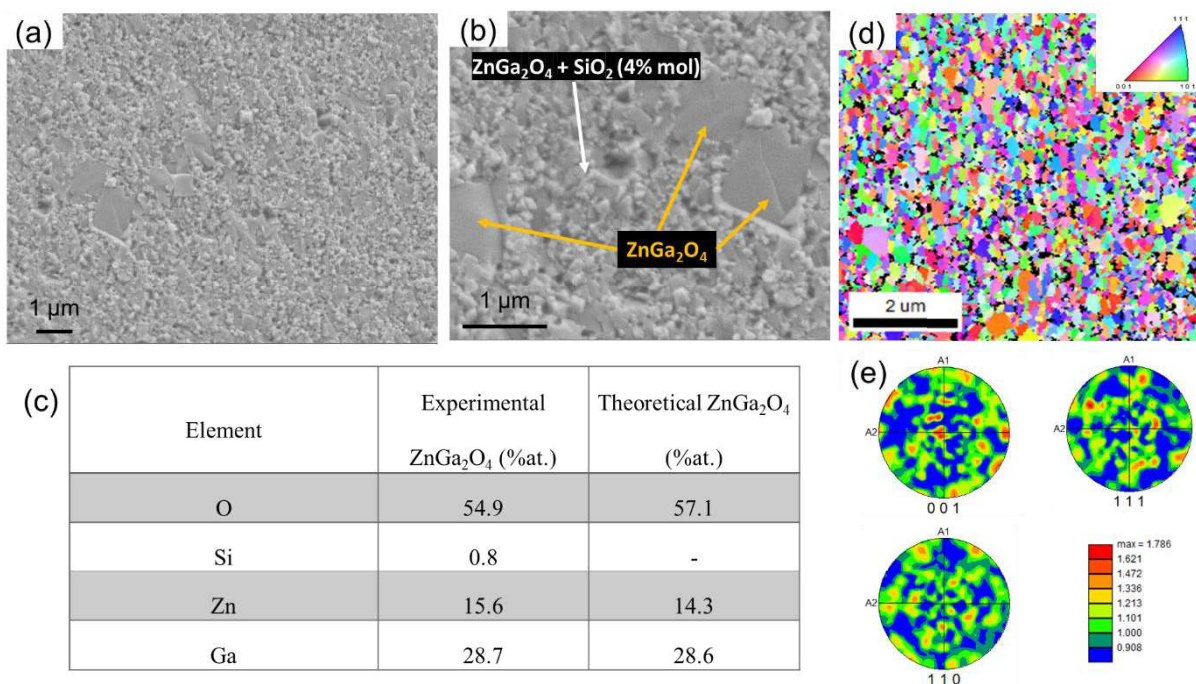 (a)
1 µm
(b)
ZnGa₂O₄ + SiO₂ (4% mol)
ZnGa₂O₄
1 µm
(d)
1 1 1
0 0 1
1 0 1
2 um
(c)
Element
Experimental
ZnGa₂O₄ (%at.)
Theoretical ZnGa₂O₄
(%at.)
O 54.9 57.1
Si 0.8 -
Zn 15.6 14.3
Ga 28.7 28.6
(e)
A1
A2
0 0 1
A1
A2
1 1 1
A1
A2
1 1 0
max = 1.786
1.621
1.472
1.336
1.213
1.101
1.000
0.908